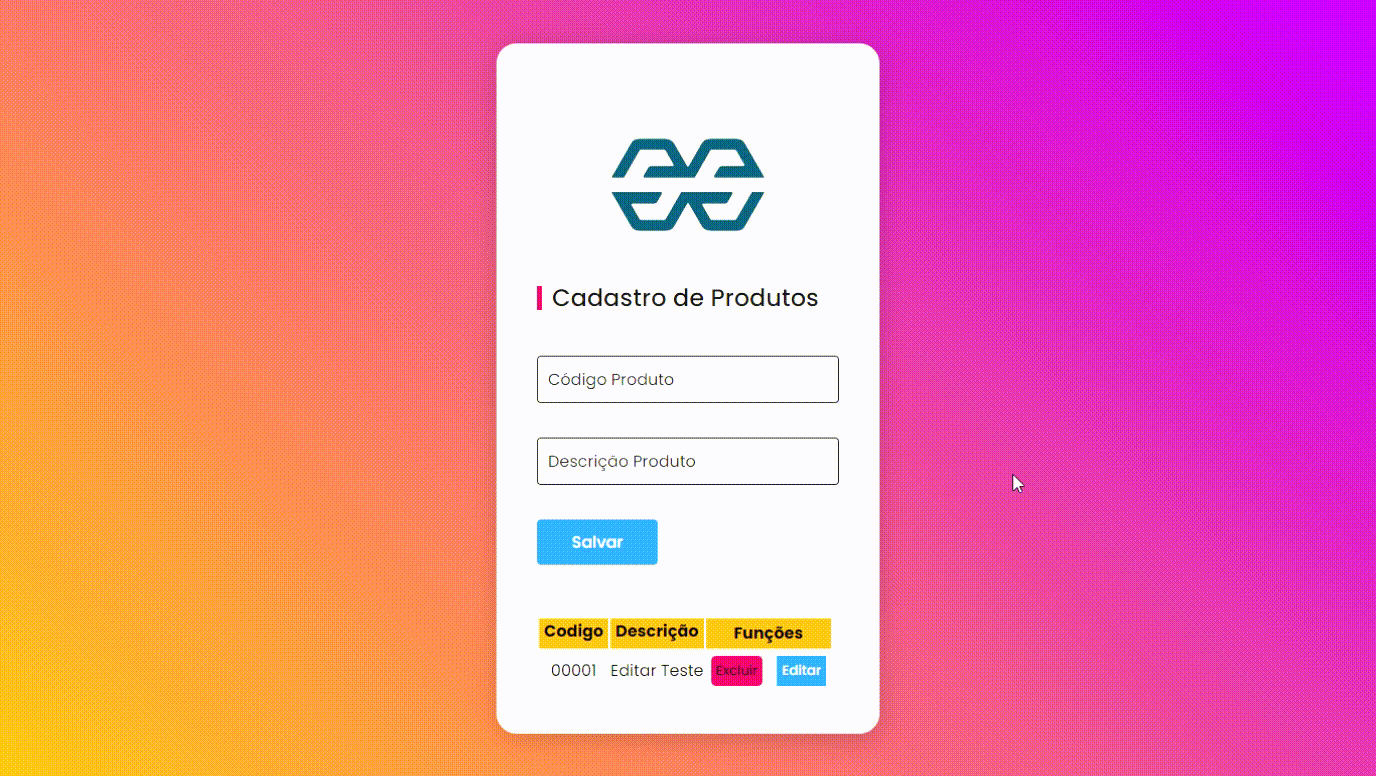 Cadastro de Produtos
Código Produto
Descrição Produto
Salvar
Codigo Descrição Funções
00001 Editar Teste Excluir Editar